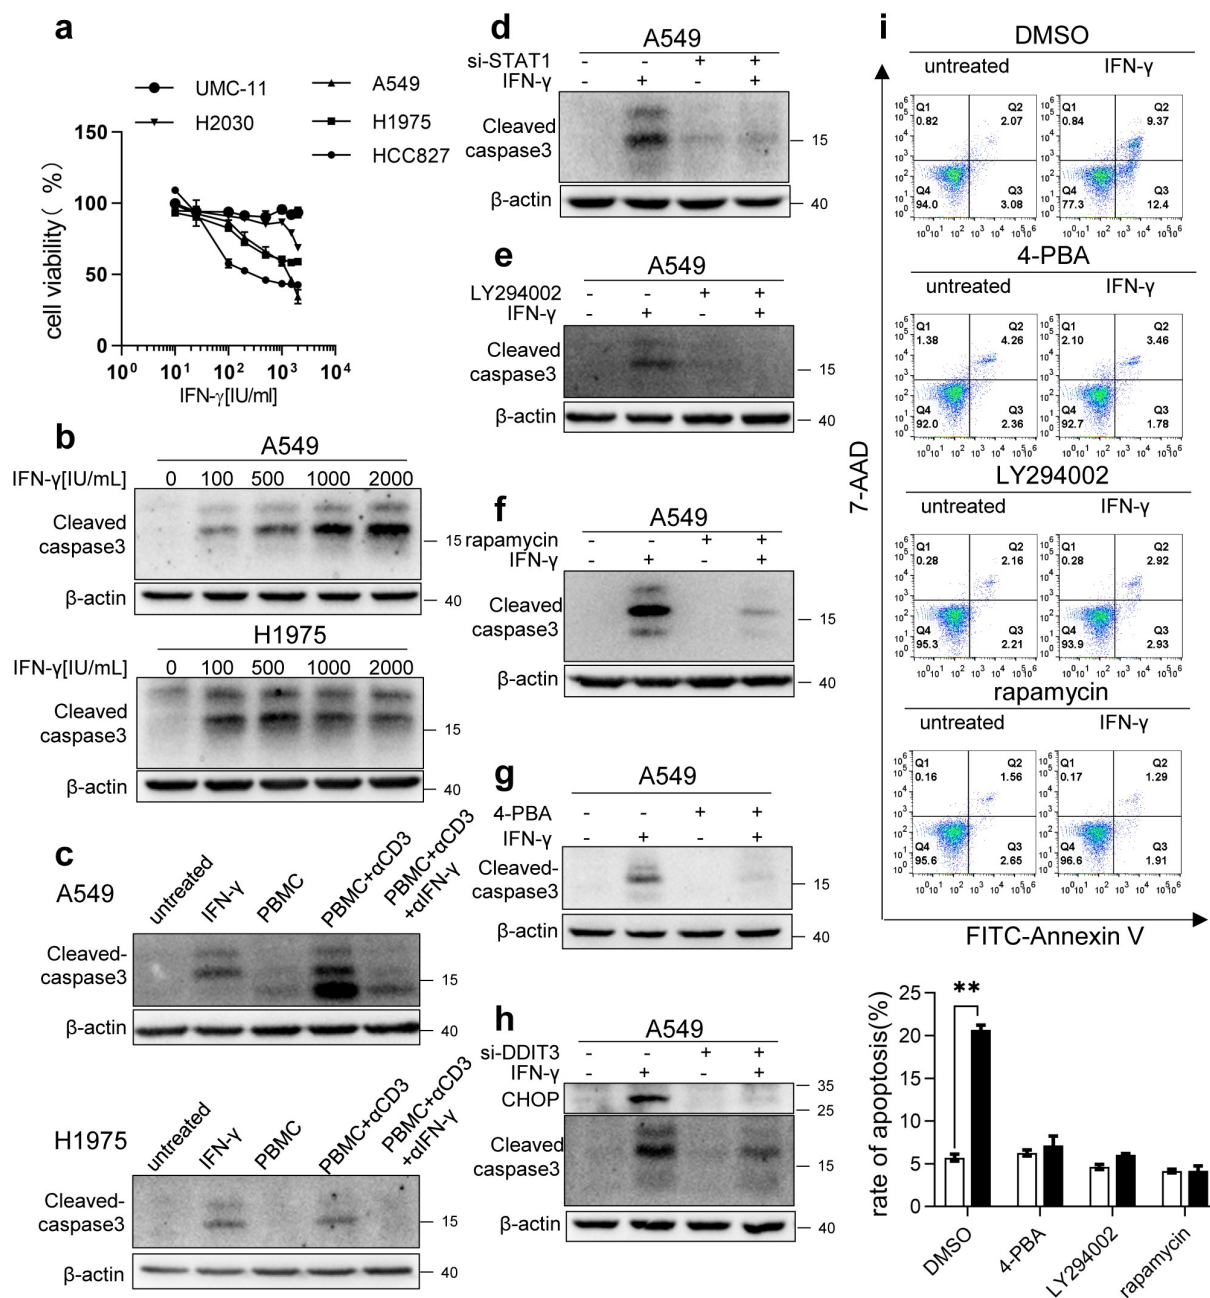 a
UMC-11
A549
H2030
H1975
HCC827
cell viability( %)
150
100
50
0
10⁰ 10¹ 10² 10³ 10⁴
IFN-γ[IU/ml]
b
A549
IFN-γ[IU/mL] 0 100 500 1000 2000
Cleaved
caspase3
15
β-actin
40
H1975
IFN-γ[IU/mL] 0 100 500 1000 2000
Cleaved
caspase3
15
β-actin
40
c
A549
untreated
IFN-γ
PBMC
PBMC+αCD3
PBMC+αCD3
+αIFN-γ
Cleaved-
caspase3
15
β-actin
40
H1975
untreated
IFN-γ
PBMC
PBMC+αCD3
PBMC+αCD3
+αIFN-γ
Cleaved-
caspase3
15
β-actin
40
d
A549
si-STAT1 - - + +
IFN-γ - + - +
Cleaved
caspase3
15
β-actin
40
e
A549
LY294002 - - + +
IFN-γ - + - +
Cleaved
caspase3
15
β-actin
40
f
A549
rapamycin - - + +
IFN-γ - + - +
Cleaved
caspase3
15
β-actin
40
g
A549
4-PBA - - + +
IFN-γ - + - +
Cleaved-
caspase3
15
β-actin
40
h
A549
si-DDIT3 - - + +
IFN-γ - + - +
CHOP
35
25
Cleaved
caspase3
15
β-actin
40
i
DMSO
untreated IFN-γ
Q1 0.82 Q2 2.07 Q4 94.0 Q3 3.08
Q1 0.84 Q2 9.37 Q4 77.3 Q3 12.4
4-PBA
untreated IFN-γ
Q1 1.38 Q2 4.26 Q4 92.0 Q3 2.36
Q1 2.10 Q2 3.46 Q4 92.7 Q3 1.78
LY294002
untreated IFN-γ
Q1 0.28 Q2 2.16 Q4 95.3 Q3 2.21
Q1 0.28 Q2 2.92 Q4 93.9 Q3 2.93
rapamycin
untreated IFN-γ
Q1 0.16 Q2 1.56 Q4 95.6 Q3 2.65
Q1 0.17 Q2 1.29 Q4 96.6 Q3 1.91
7-AAD
FITC-Annexin V
rate of apoptosis(%)
25
20
15
10
5
0
**
DMSO
4-PBA
LY294002
rapamycin